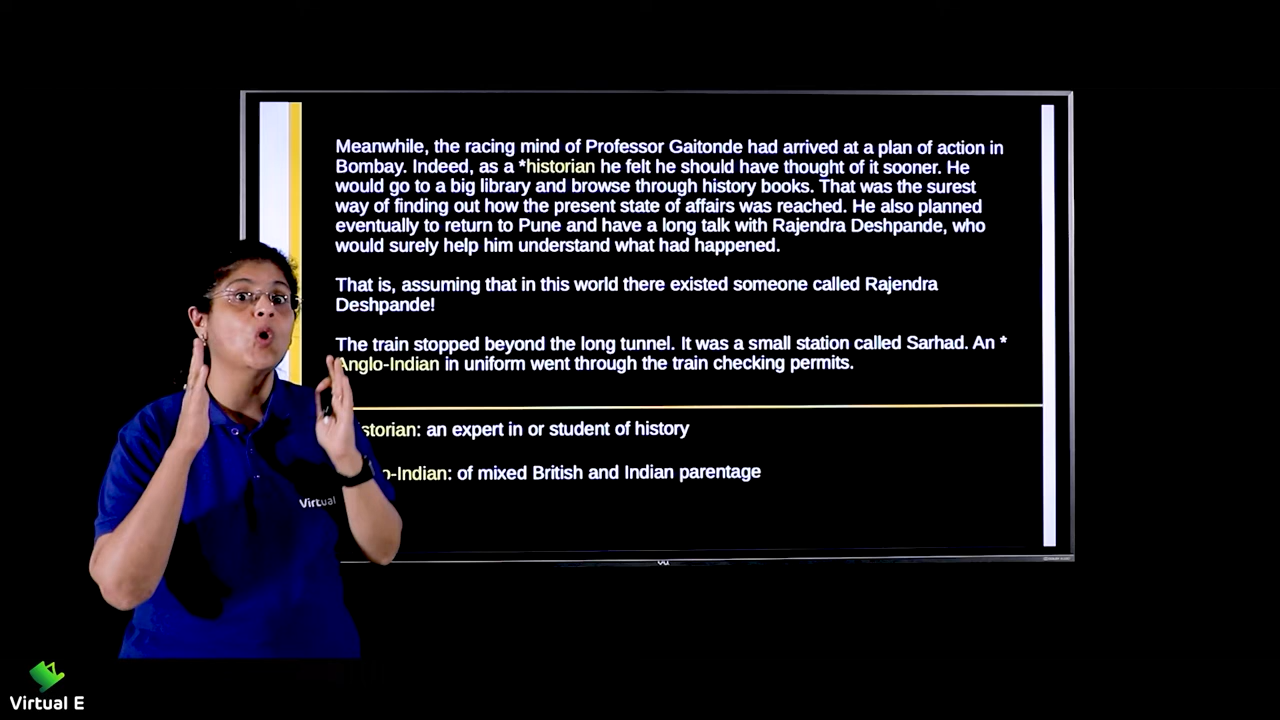 Meanwhile, the racing mind of Professor Gaitonde had arrived at a plan of action in
Bombay. Indeed, as a *historian he felt he should have thought of it sooner. He
would go to a big library and browse through history books. That was the surest
way of finding out how the present state of affairs was reached. He also planned
eventually to return to Pune and have a long talk with Rajendra Deshpande, who
would surely help him understand what had happened.
That is, assuming that in this world there existed someone called Rajendra
Deshpande!
The train stopped beyond the long tunnel. It was a small station called Sarhad. An *
Anglo-Indian in uniform went through the train checking permits.
storian: an expert in or student of history
o-Indian: of mixed British and Indian parentage
Virtual
Virtual E